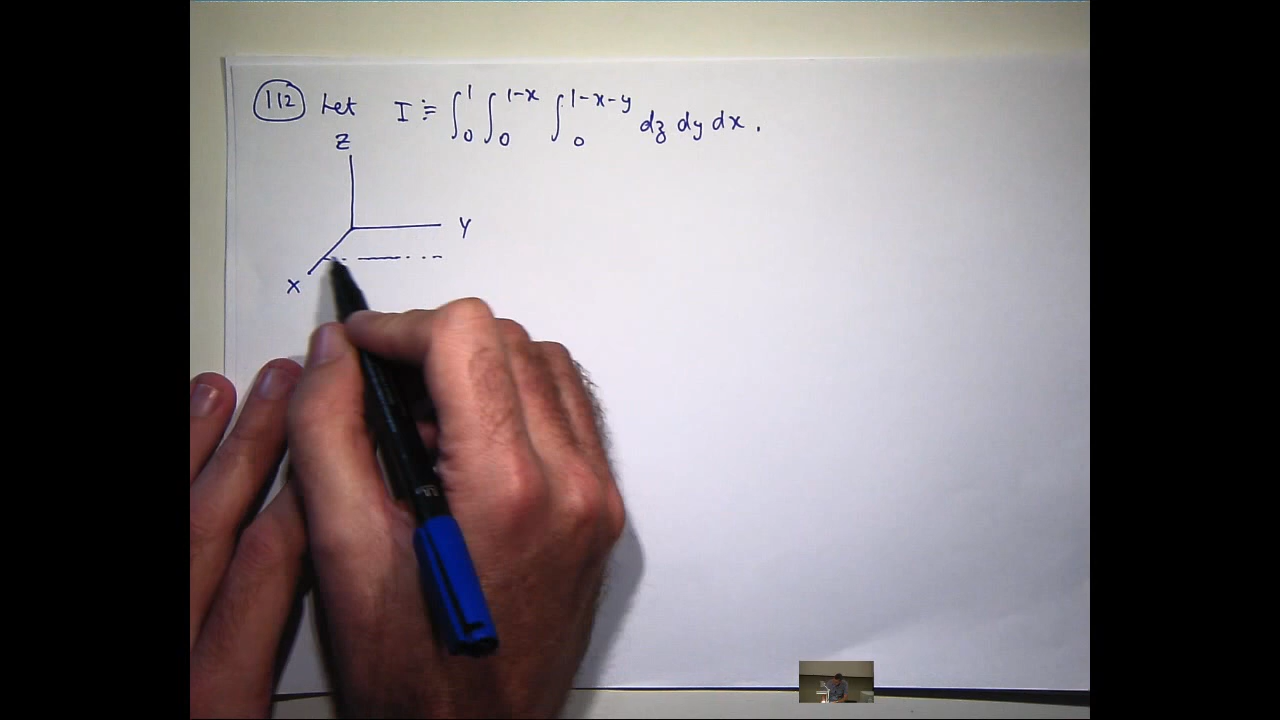 112 Let I := ∫₀¹ ∫₀^{1-x} ∫₀^{1-x-y} dz dy dx .
Z
Y
X